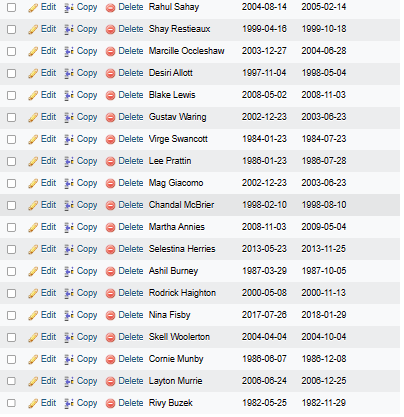 Edit Copy Delete Rahul Sahay 2004-08-14 2005-02-14
Edit Copy Delete Shay Restieaux 1999-04-16 1999-10-18
Edit Copy Delete Marcille Occleshaw 2003-12-27 2004-06-28
Edit Copy Delete Desiri Allott 1997-11-04 1998-05-04
Edit Copy Delete Blake Lewis 2008-05-02 2008-11-03
Edit Copy Delete Gustav Waring 2002-12-23 2003-06-23
Edit Copy Delete Virge Swancott 1984-01-23 1984-07-23
Edit Copy Delete Lee Prattin 1986-01-23 1986-07-28
Edit Copy Delete Mag Giacomo 2002-12-23 2003-06-23
Edit Copy Delete Chandal McBrier 1998-02-10 1998-08-10
Edit Copy Delete Martha Annies 2008-11-03 2009-05-04
Edit Copy Delete Selestina Herries 2013-05-23 2013-11-25
Edit Copy Delete Ashil Burney 1987-03-29 1987-10-05
Edit Copy Delete Rodrick Haighton 2000-05-08 2000-11-13
Edit Copy Delete Nina Fisby 2017-07-26 2018-01-29
Edit Copy Delete Skell Woolerton 2004-04-04 2004-10-04
Edit Copy Delete Cornie Munby 1986-06-07 1986-12-08
Edit Copy Delete Layton Murrie 2006-06-24 2006-12-25
Edit Copy Delete Rivy Buzek 1982-05-25 1982-11-29